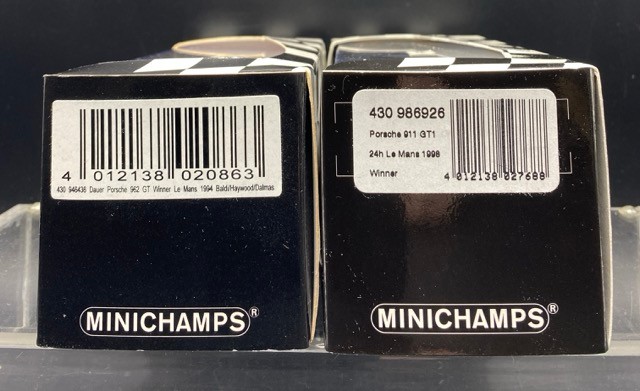 4 012138 020863
430 946436 Dauer Porsche 962 GT Winner Le Mans 1994 Baldi/Haywood/Dalmas
MINICHAMPS®
430 986926
Porsche 911 GT1
24h Le Mans 1998
Winner
4 012138 027688
MINICHAMPS®